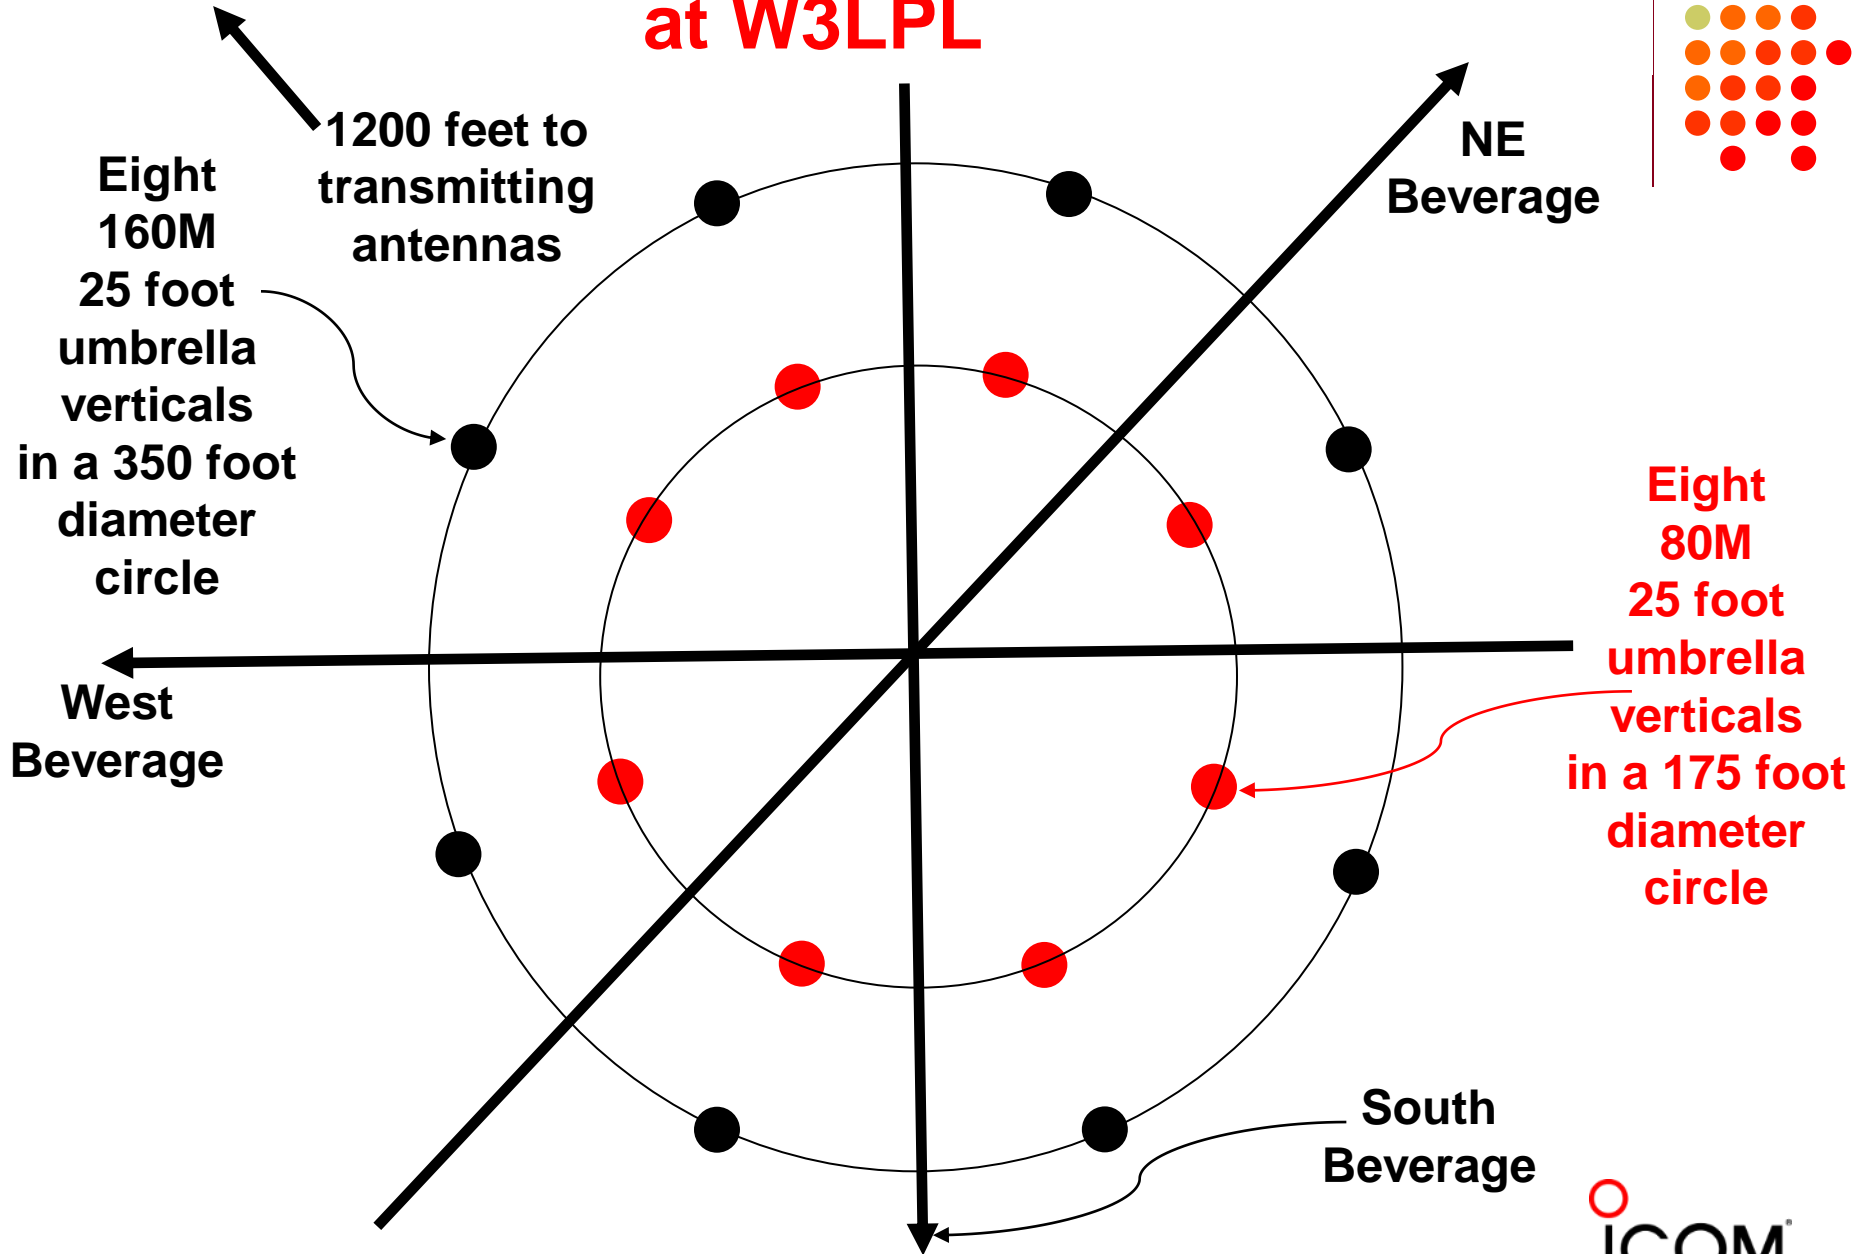 at W3LPL
1200 feet to
transmitting
antennas
Eight
160M
25 foot
umbrella
verticals
in a 350 foot
diameter
circle
NE
Beverage
West
Beverage
Eight
80M
25 foot
umbrella
verticals
in a 175 foot
diameter
circle
South
Beverage
ICOM®